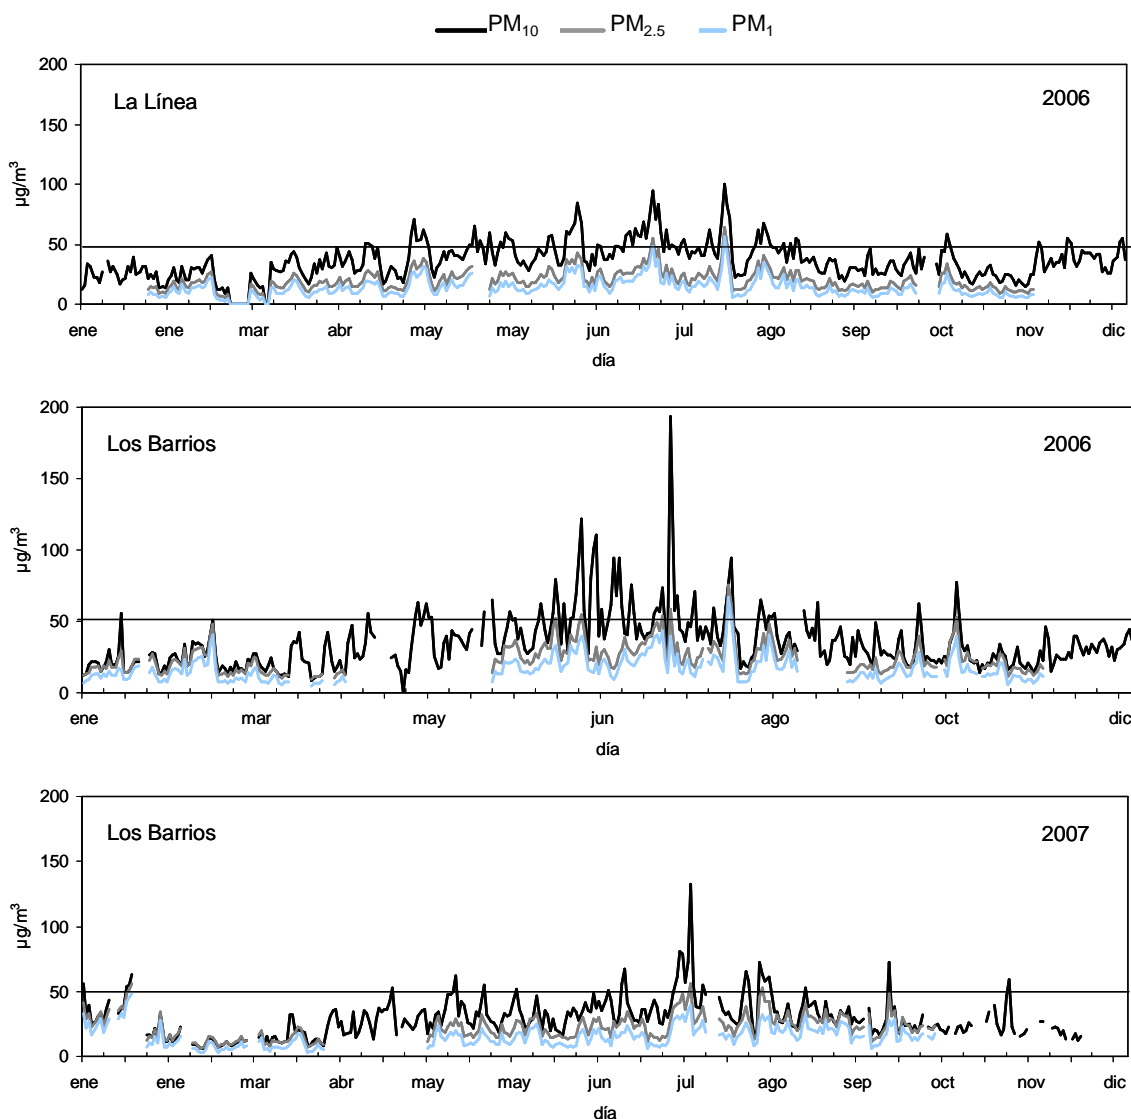 PM10 PM2.5 PM1
200
La Línea 2006
150
µg/m³
100
50
0
ene ene mar abr may may jun jul ago sep oct nov dic
día
200
Los Barrios 2006
150
µg/m³
100
50
0
ene mar may jun ago oct dic
día
200
Los Barrios 2007
150
µg/m³
100
50
0
ene ene mar abr may may jun jul ago sep oct nov dic
día